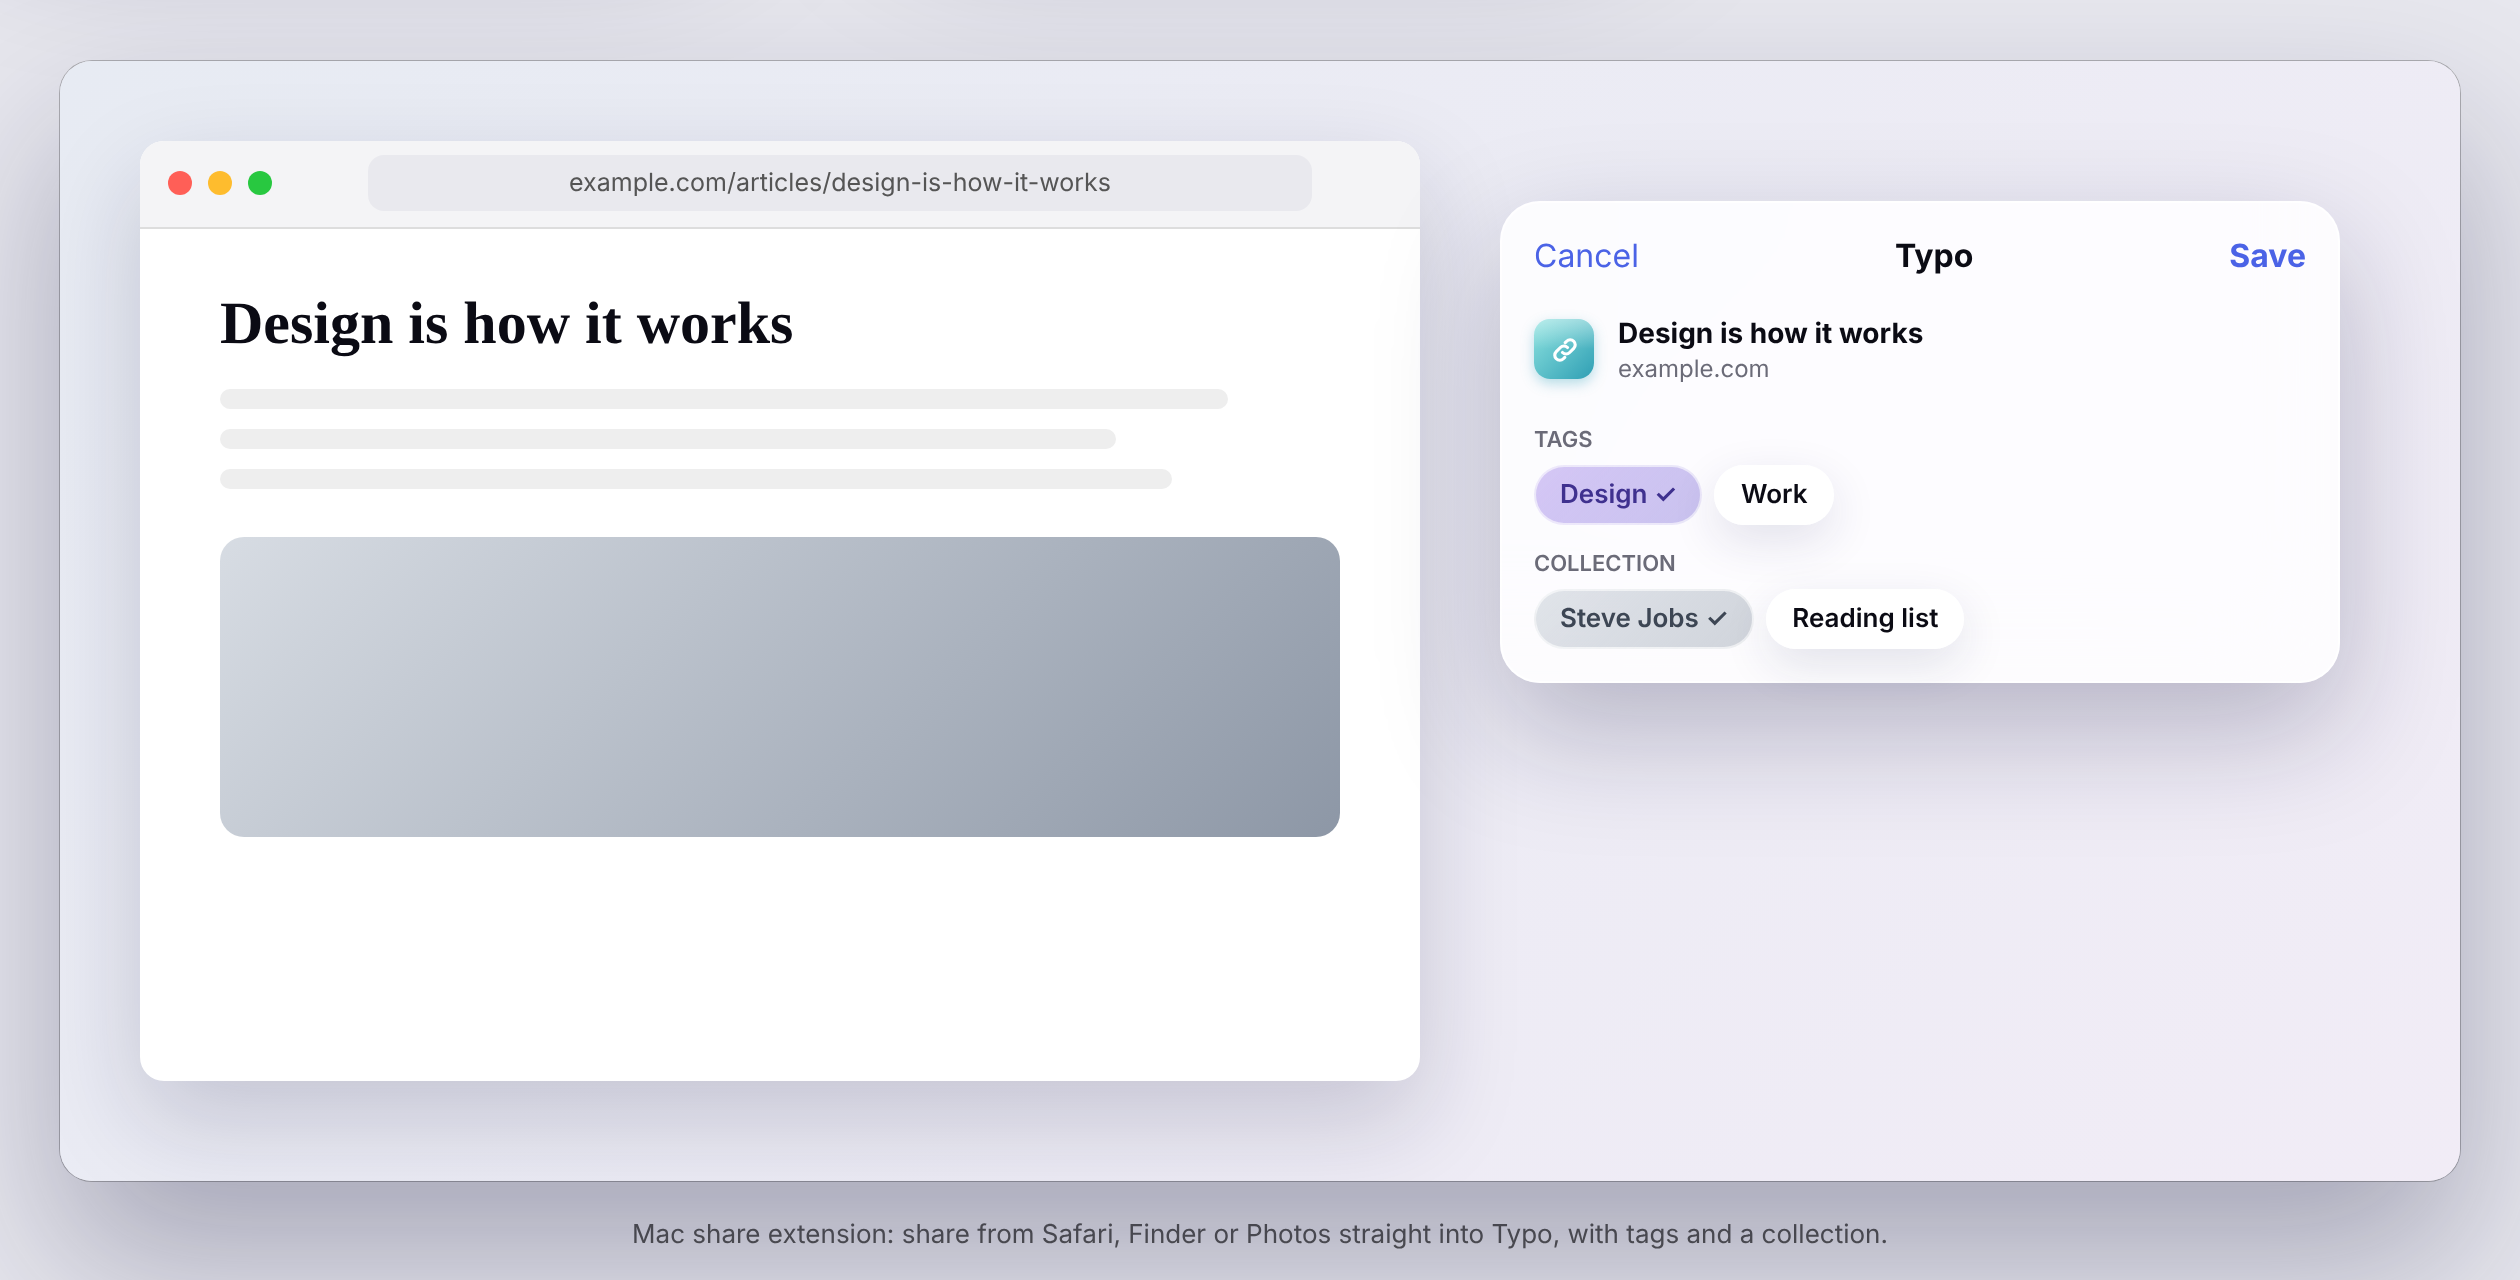 example.com/articles/design-is-how-it-works
Design is how it works
Cancel
Typo
Save
Design is how it works
example.com
TAGS
Design ✓
Work
COLLECTION
Steve Jobs ✓
Reading list
Mac share extension: share from Safari, Finder or Photos straight into Typo, with tags and a collection.